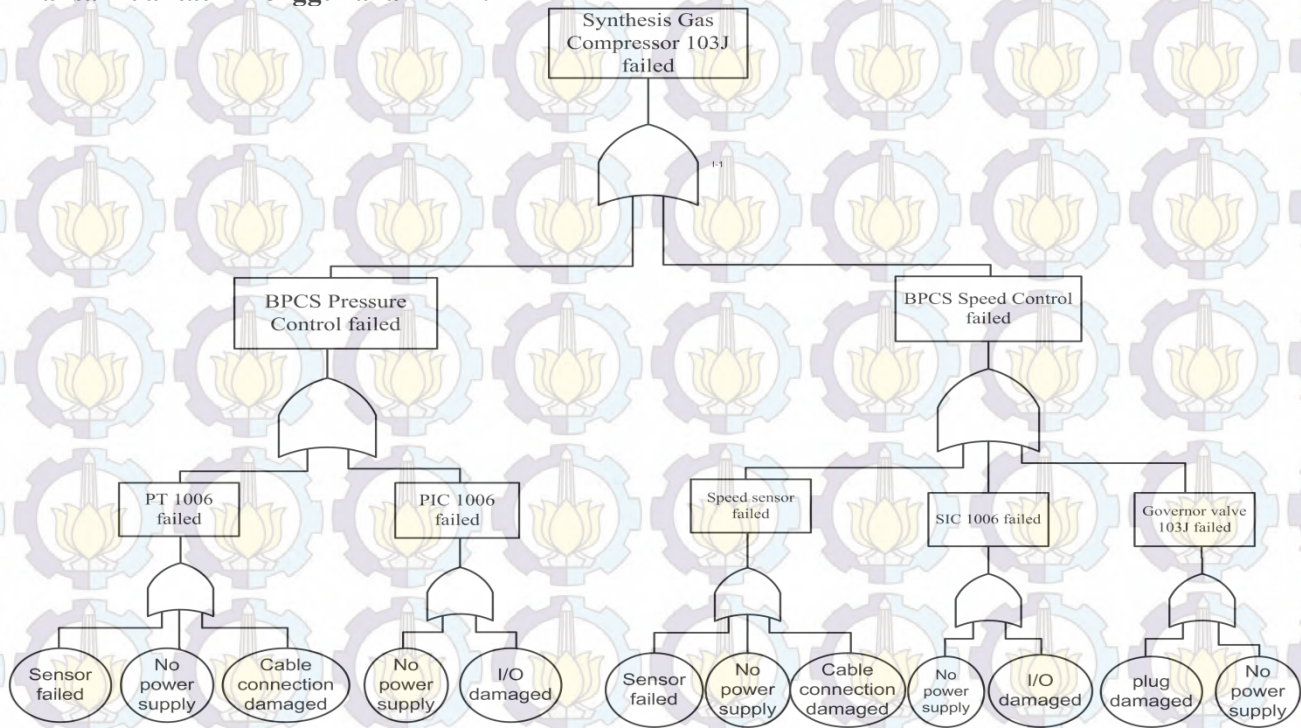 Synthesis Gas
Compressor 103J
failed
BPCS Pressure
Control failed
BPCS Speed Control
failed
PT 1006
failed
PIC 1006
failed
Speed sensor
failed
SIC 1006 failed
Governor valve
103J failed
Sensor
failed
No
power
supply
Cable
connection
damaged
No
power
supply
I/O
damaged
Sensor
failed
No
power
supply
Cable
connection
damaged
No
power
supply
I/O
damaged
plug
damaged
No
power
supply